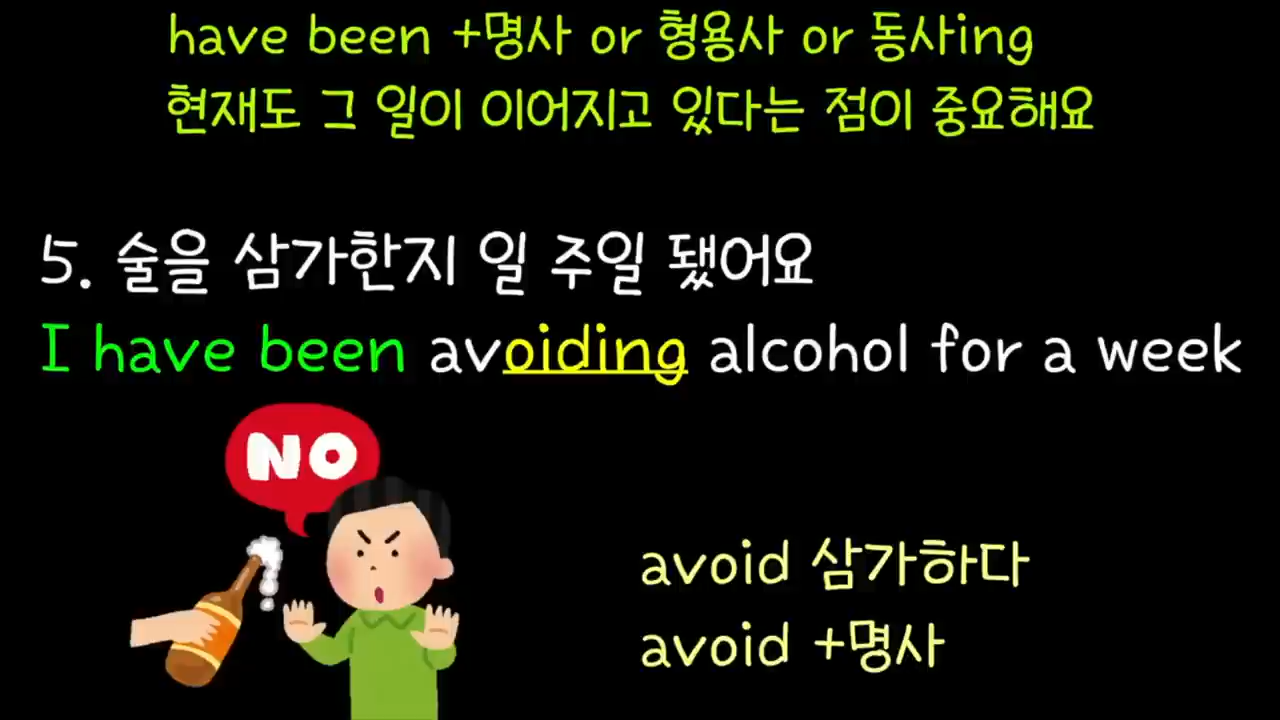 have been +명사 or 형용사 or 동사ing
현재도 그 일이 이어지고 있다는 점이 중요해요
5. 술을 삼가한지 일 주일 됐어요
I have been avoiding alcohol for a week
NO
avoid 삼가하다
avoid +명사